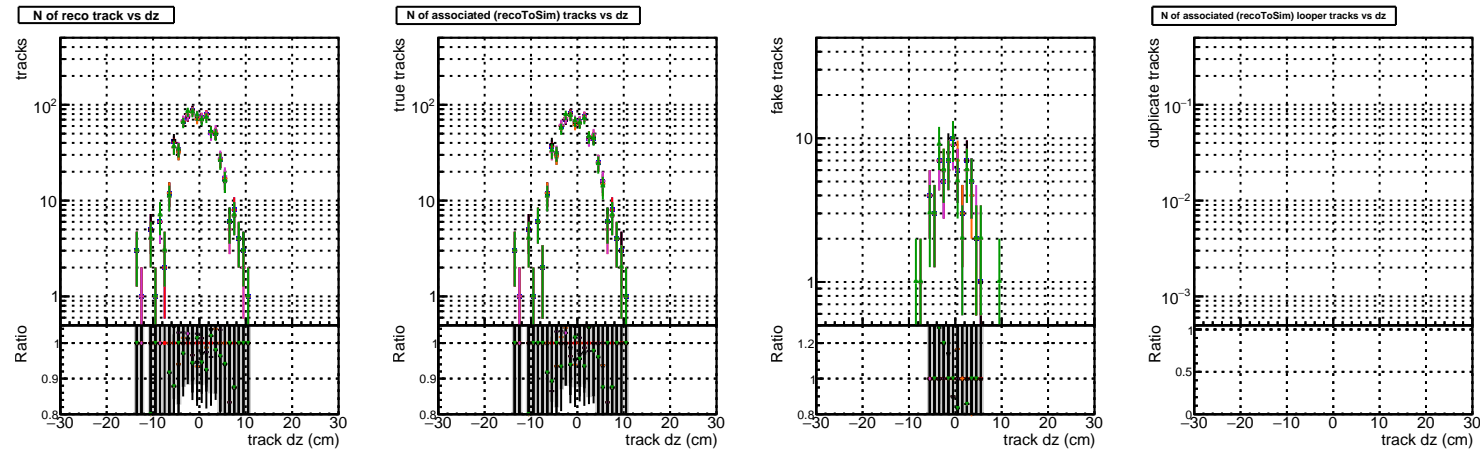 N of reco track vs dz
tracks
10²
10
1
Ratio
1
0.9
0.8
−30 −20 −10 0 10 20 30
track dz (cm)
N of associated (recoToSim) tracks vs dz
true tracks
10²
10
1
Ratio
1
0.9
0.8
−30 −20 −10 0 10 20 30
track dz (cm)
fake tracks
10
1
Ratio
1.2
1
0.8
−30 −20 −10 0 10 20 30
track dz (cm)
N of associated (recoToSim) looper tracks vs dz
duplicate tracks
10⁻¹
10⁻²
10⁻³
Ratio
1
0.5
0
−30 −20 −10 0 10 20 30
track dz (cm)